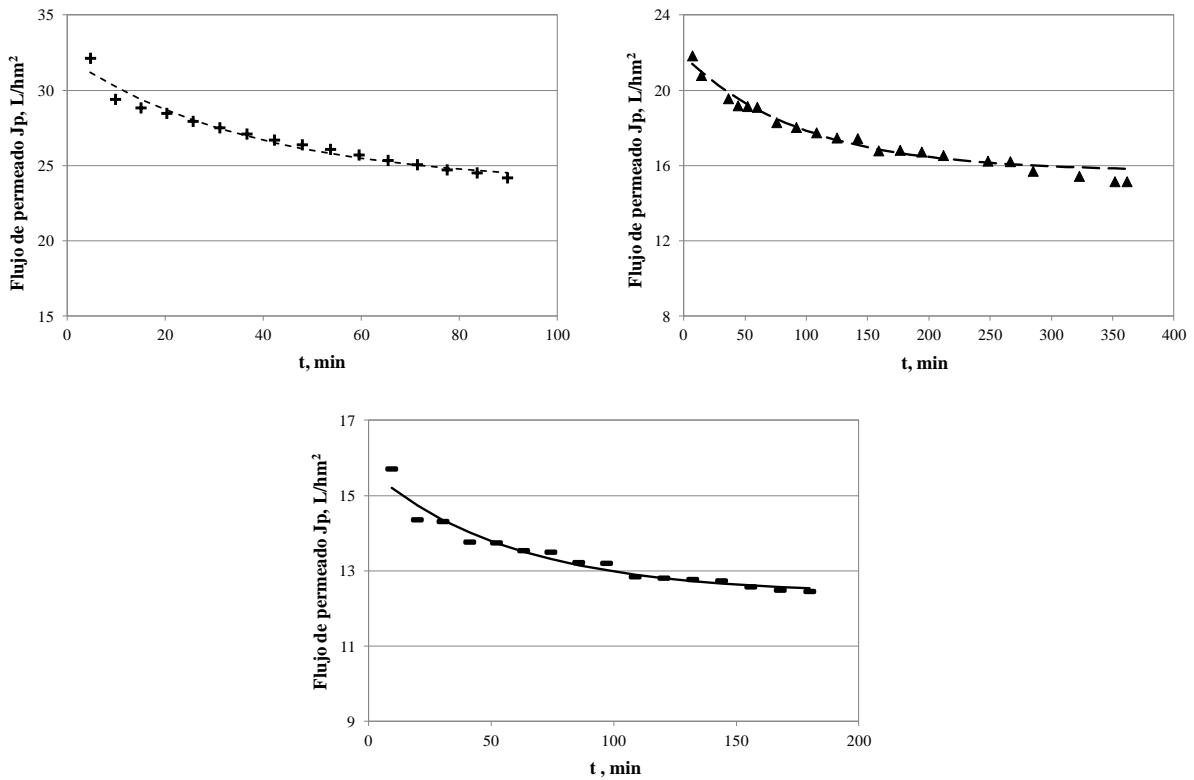 Flujo de permeado Jp, L/hm²
35
30
25
20
15
0 20 40 60 80 100
t, min
Flujo de permeado Jp, L/hm²
24
20
16
12
8
0 50 100 150 200 250 300 350 400
t, min
Flujo de permeado Jp, L/hm²
17
15
13
11
9
0 50 100 150 200
t , min